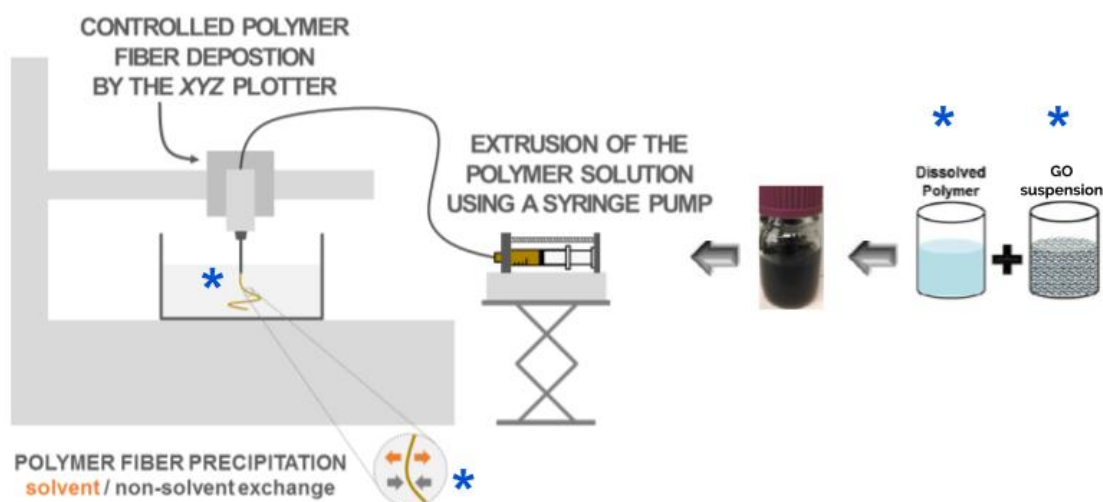 CONTROLLED POLYMER
FIBER DEPOSTION
BY THE XYZ PLOTTER
EXTRUSION OF THE
POLYMER SOLUTION
USING A SYRINGE PUMP
Dissolved
Polymer
GO
suspension
POLYMER FIBER PRECIPITATION
solvent / non-solvent exchange